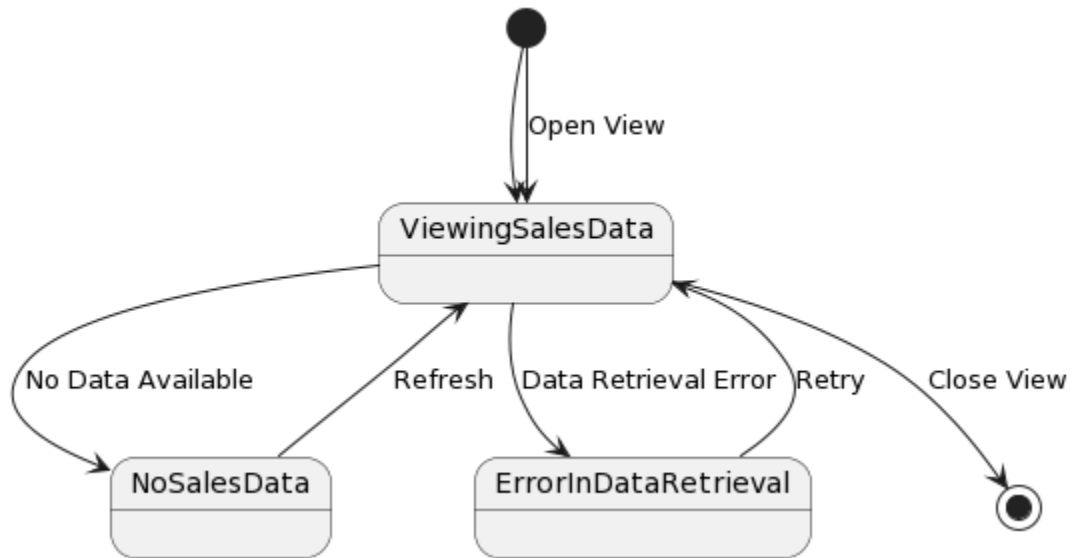 Open View
ViewingSalesData
No Data Available
Refresh
Data Retrieval Error
Retry
Close View
NoSalesData
ErrorInDataRetrieval